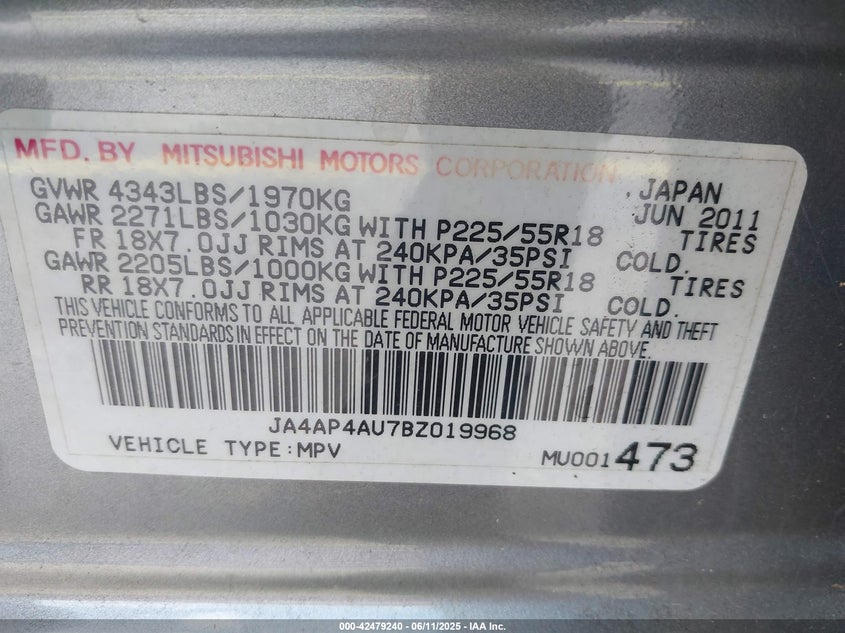 MFD. BY MITSUBISHI MOTORS CORPORATION
GVWR 4343LBS/1970KG . JAPAN
GAWR 2271LBS/1030KG WITH P225/55R18 JUN 2011
FR 18X7.0JJ RIMS AT 240KPA/35PSI TIRES
COLD.
GAWR 2205LBS/1000KG WITH P225/55R18 TIRES
RR 18X7.0JJ RIMS AT 240KPA/35PSI COLD.
THIS VEHICLE CONFORMS TO ALL APPLICABLE FEDERAL MOTOR VEHICLE SAFETY AND THEFT
PREVENTION STANDARDS IN EFFECT ON THE DATE OF MANUFACTURE SHOWN ABOVE.
JA4AP4AU7BZ019968
VEHICLE TYPE:MPV MU001473
000-42479240 - 06/11/2025 - IAA Inc.